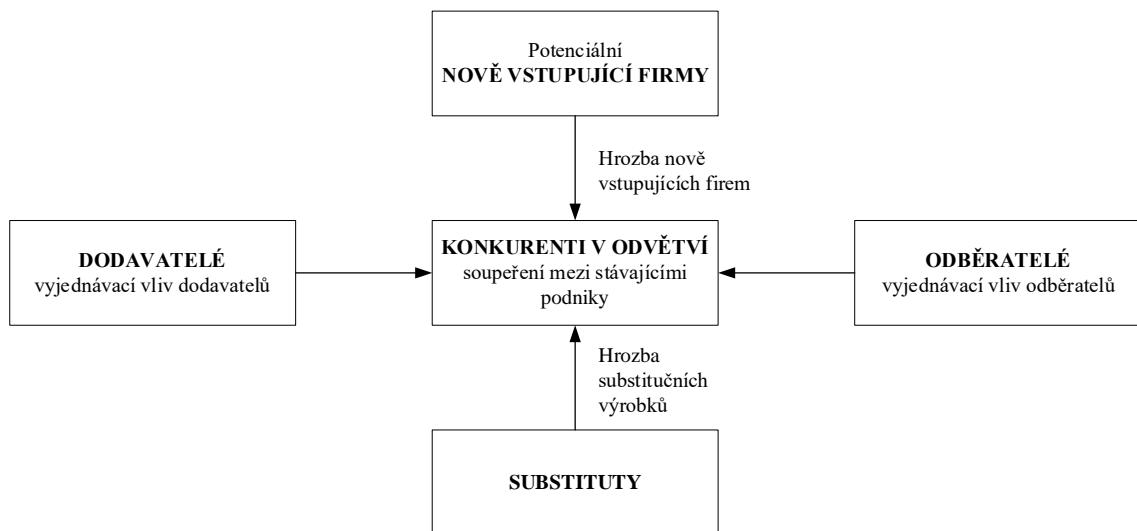 Potenciální
NOVĚ VSTUPUJÍCÍ FIRMY
Hrozba nově
vstupujících firem
DODAVATELÉ
vyjednávací vliv dodavatelů
KONKURENTI V ODVĚTVÍ
soupeření mezi stávajícími
podniky
ODBĚRATELÉ
vyjednávací vliv odběratelů
Hrozba
substitučních
výrobků
SUBSTITUTY